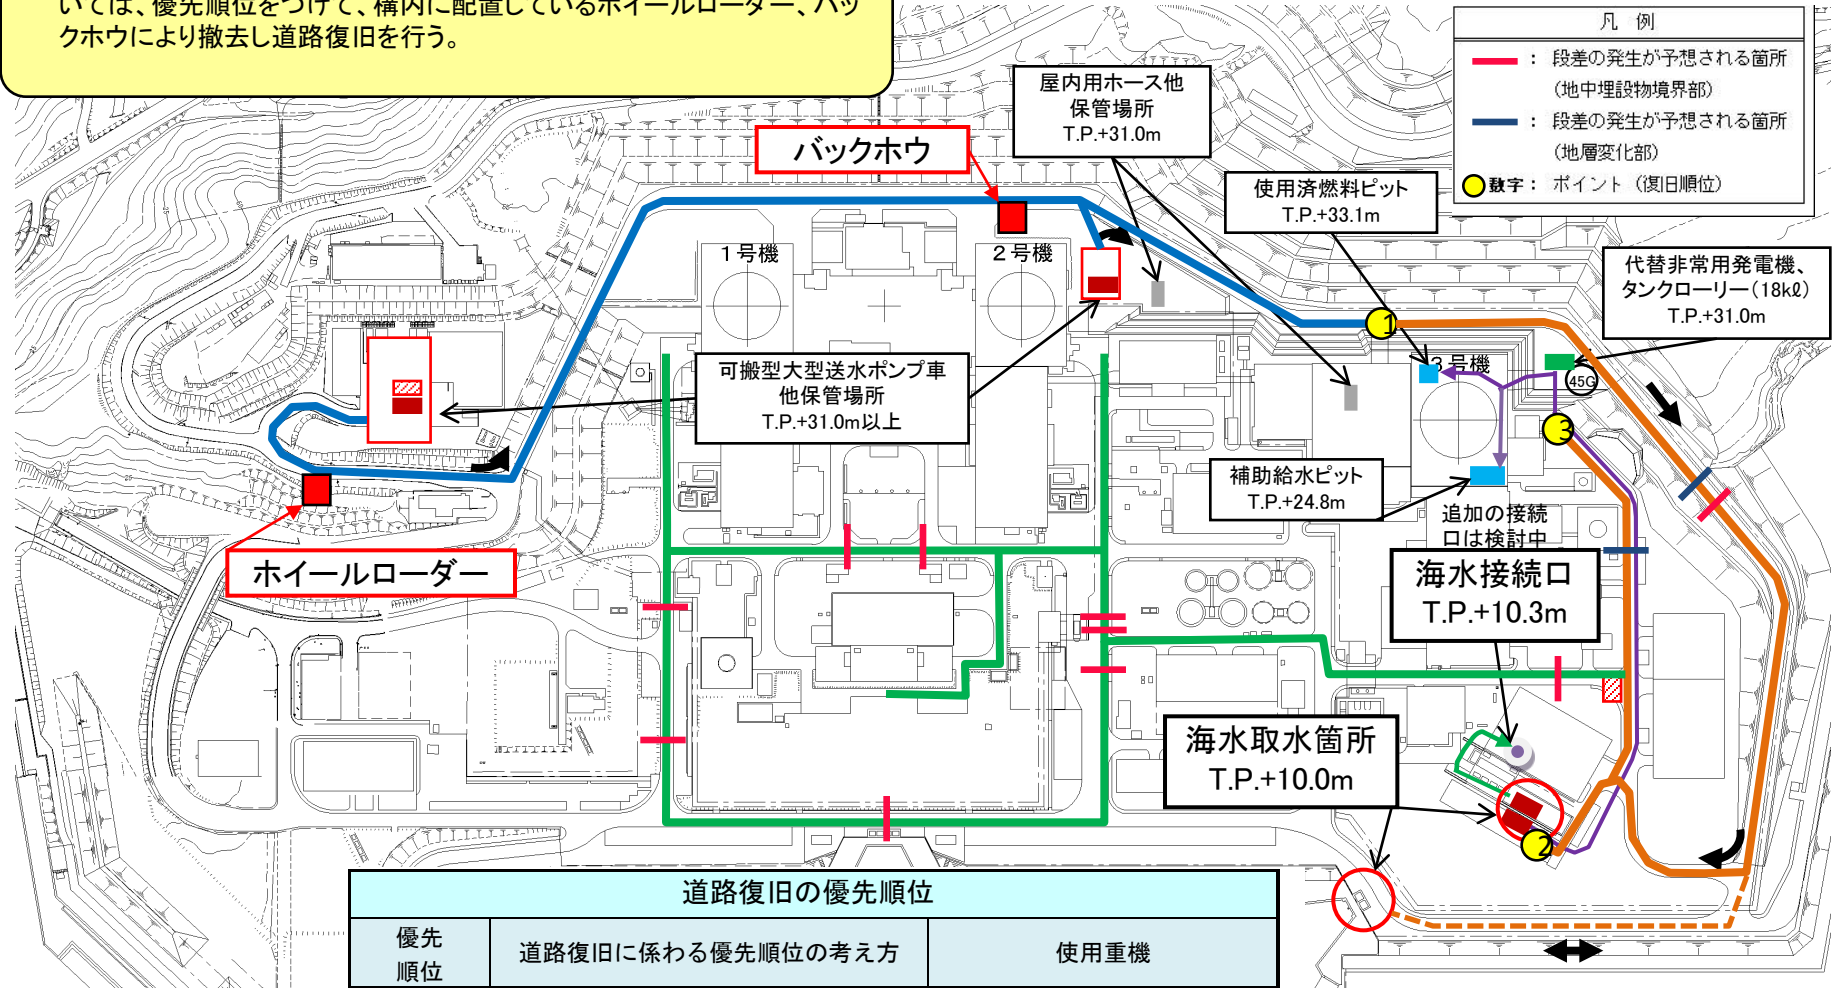 いては、優先順位をつけて、構内に配置しているホイールローダー、バッ
クホウにより撤去し道路復旧を行う。
凡 例
： 段差の発生が予想される箇所
(地中埋設物境界部)
： 段差の発生が予想される箇所
(地層変化部)
数字： ポイント（復旧順位）
屋内用ホース他
保管場所
T.P.+31.0m
バックホウ
使用済燃料ピット
T.P.+33.1m
代替非常用発電機、
タンクローリー(18kℓ)
T.P.+31.0m
1号機
2号機
3号機
1
45G
3
可搬型大型送水ポンプ車
他保管場所
T.P.+31.0m以上
補助給水ピット
T.P.+24.8m
追加の接続
口は検討中
ホイールローダー
海水接続口
T.P.+10.3m
海水取水箇所
T.P.+10.0m
2
道路復旧の優先順位
優先
順位
道路復旧に係わる優先順位の考え方
使用重機